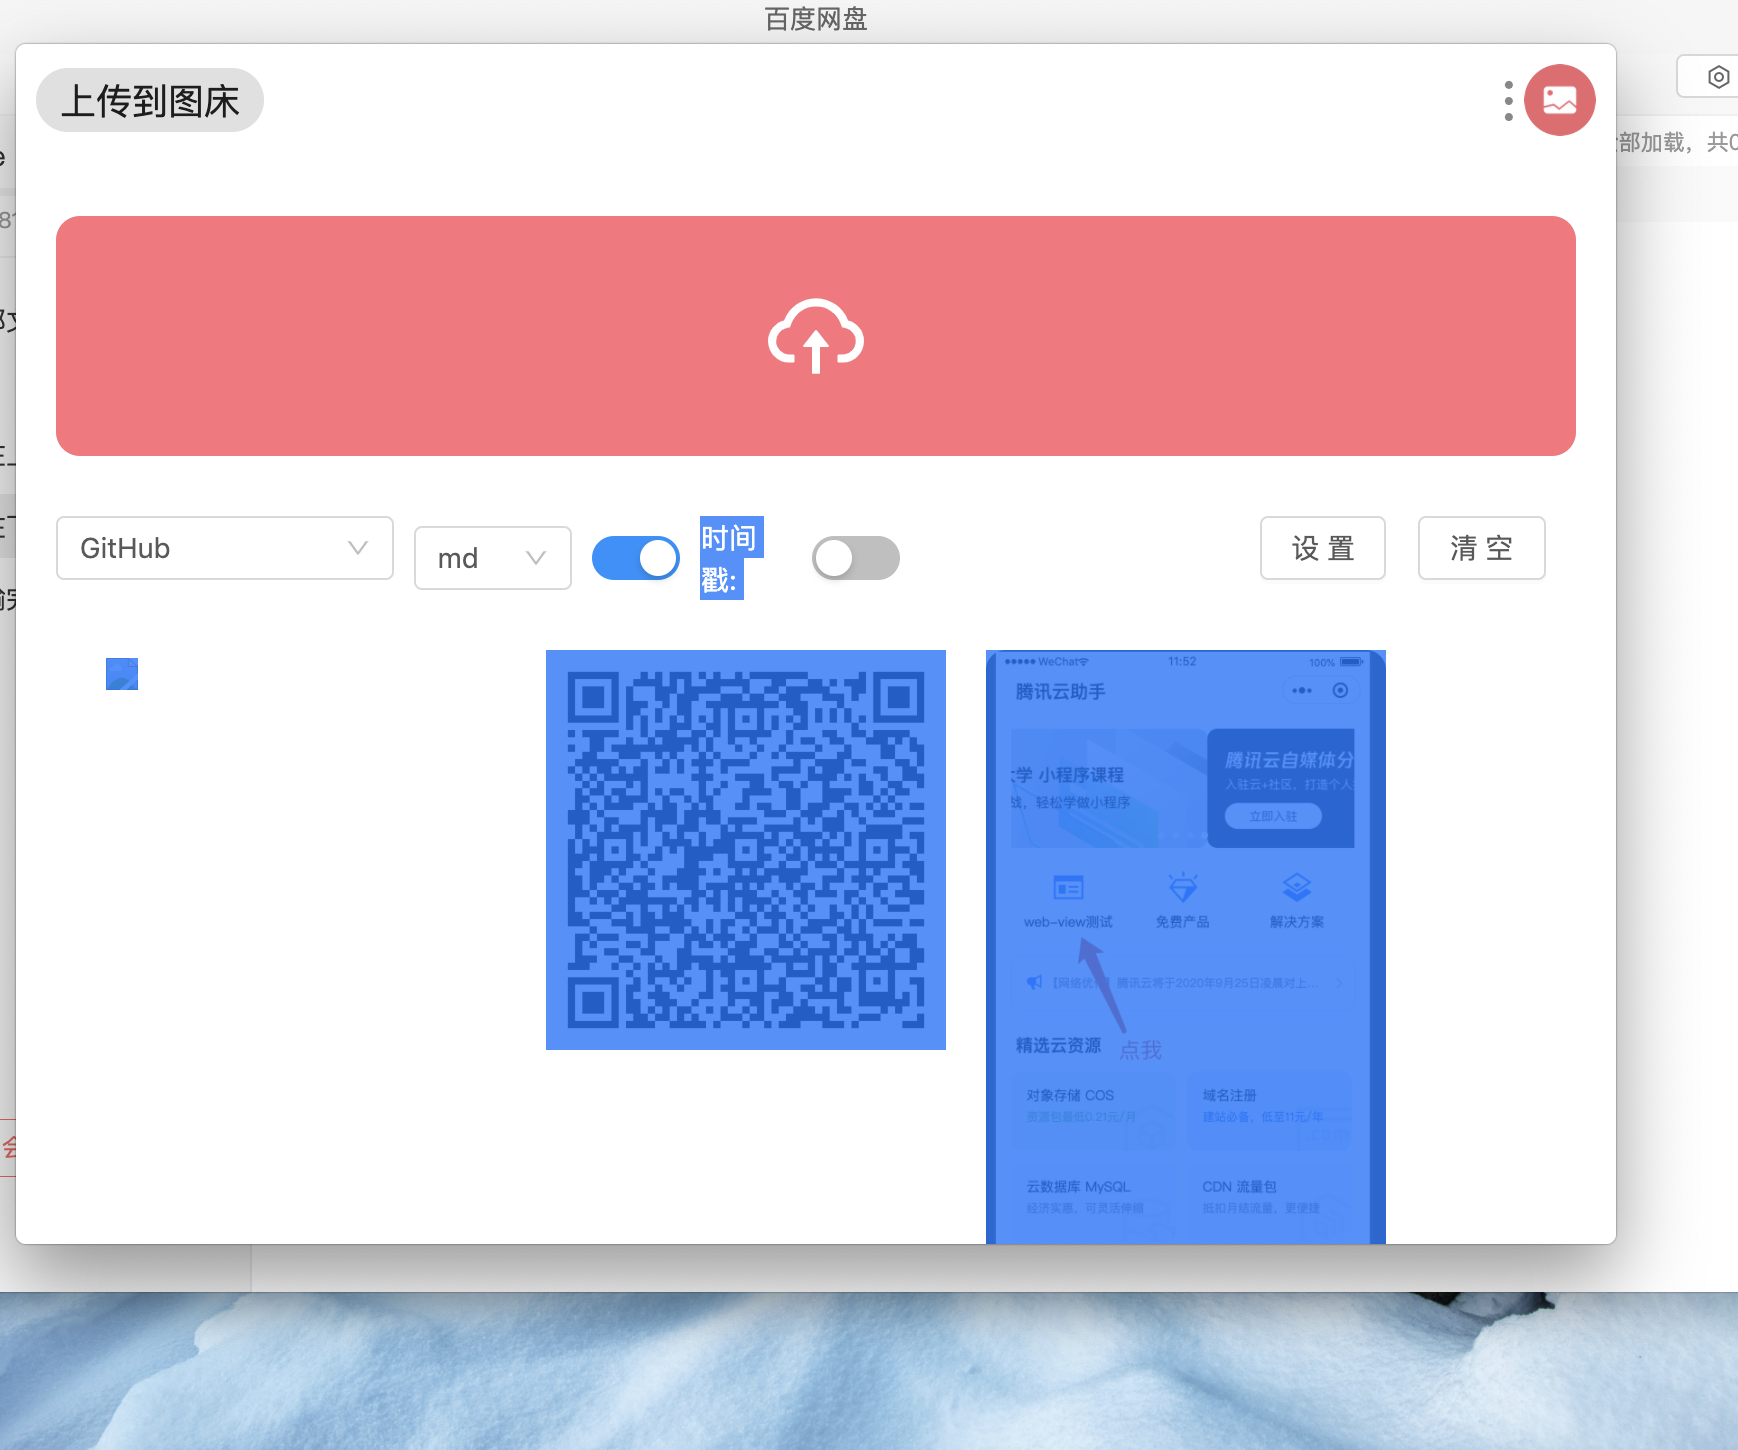 百度网盘
上传到图床
部加载，共0
e
81
GitHub
md
时间
戳:
设 置
清 空
WeChat
11:52
100%
腾讯云助手
大学 小程序课程
战，轻松学做小程序
腾讯云自媒体分
入驻云+社区，打造个人
立即入驻
web-view测试
免费产品
解决方案
【网络优
腾讯云将于2020年9月25日凌晨对上...
精选云资源
点我
对象存储 COS
资源包最低0.21元/月
域名注册
建站必备，低至11元/年
云数据库 MySQL
经济实惠，可灵活伸缩
CDN 流量包
抵扣月结流量，更便捷
会